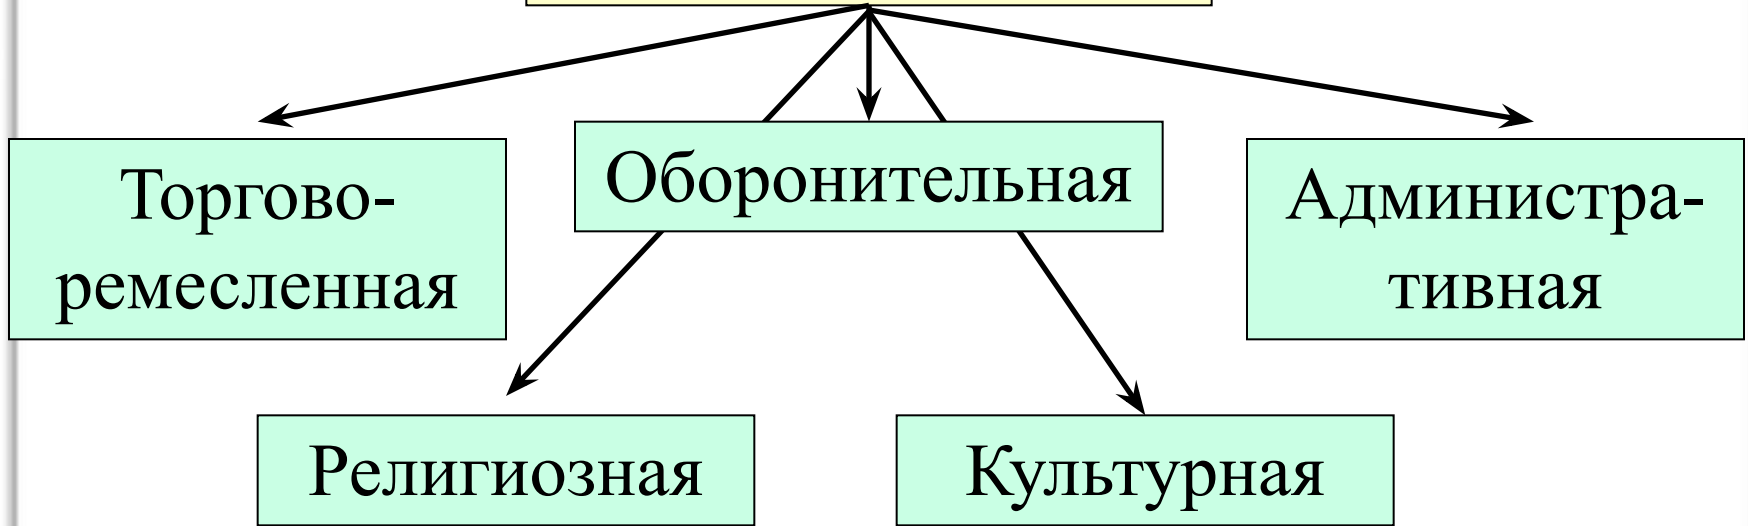 Торгово-
ремесленная
Оборонительная
Администра-
тивная
Религиозная
Культурная